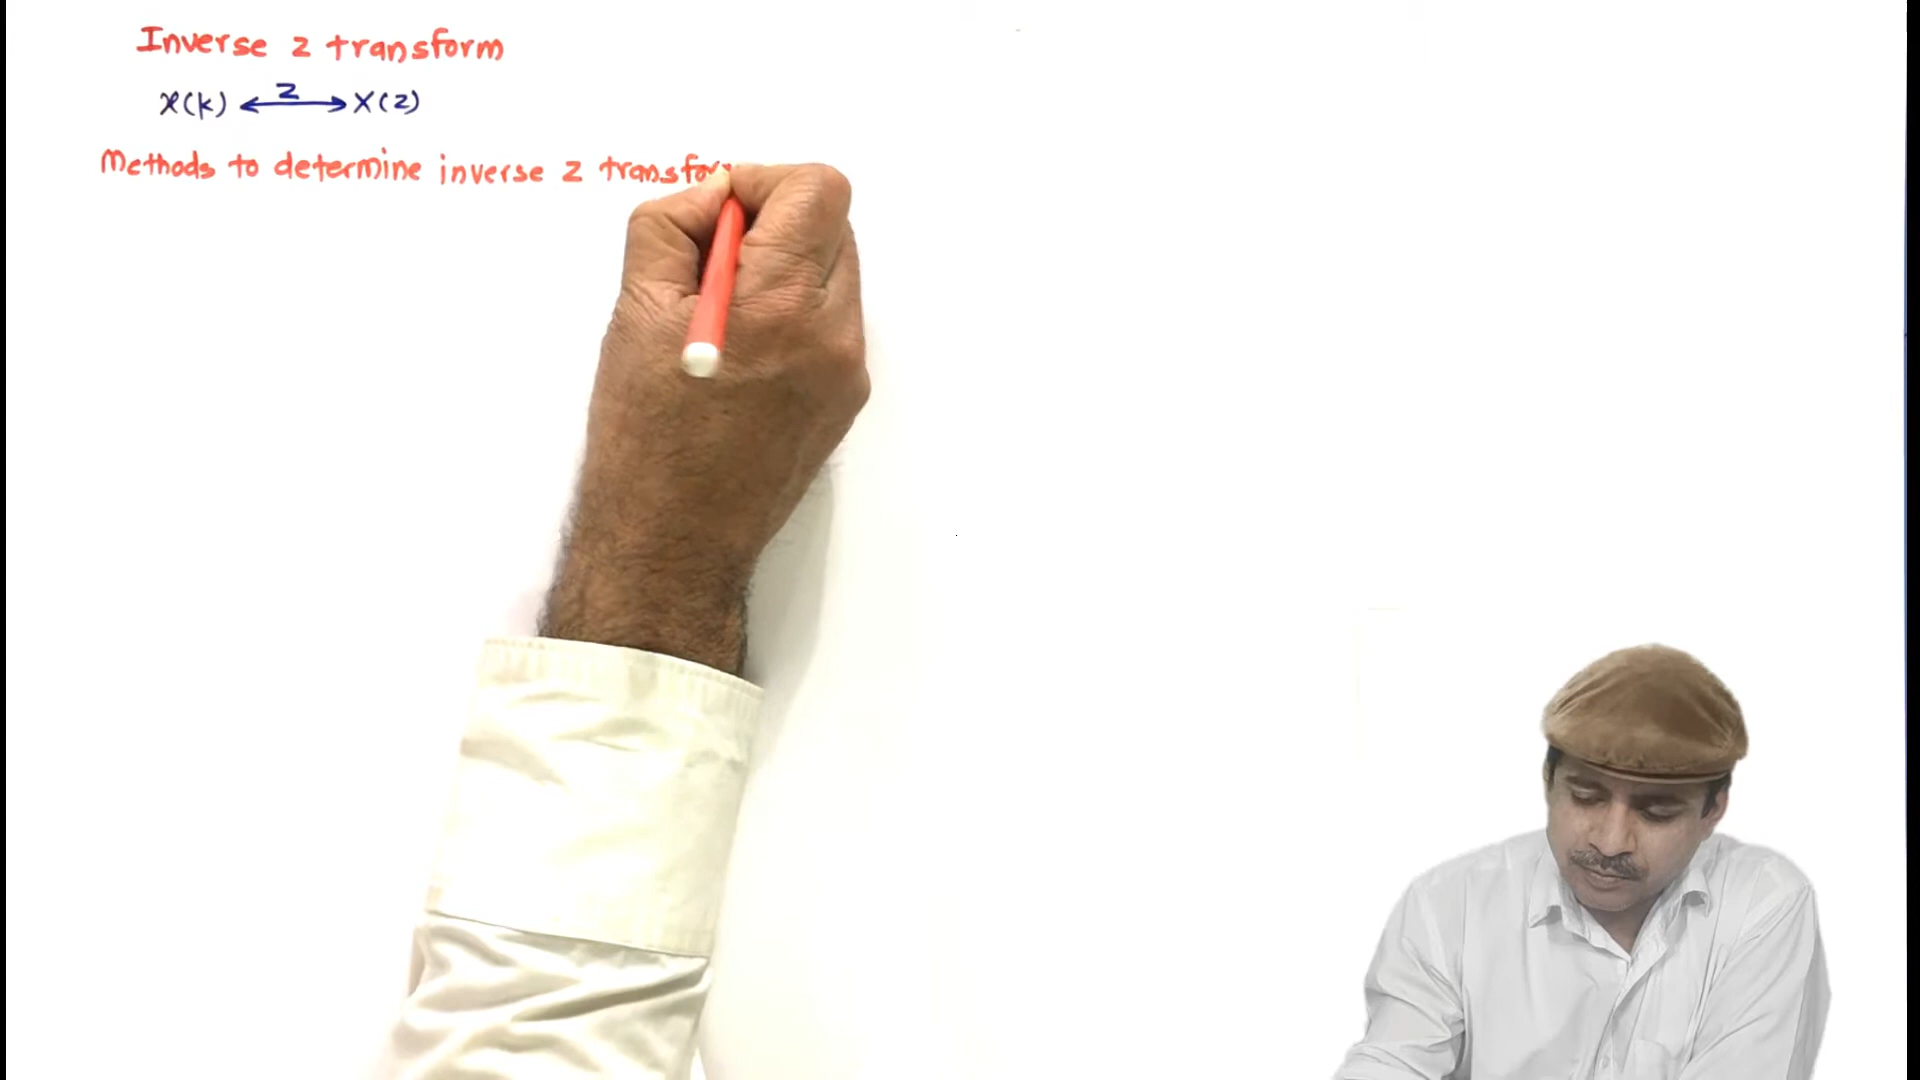 Inverse z transform
x(k) ⟷ X(z)
z
Methods to determine inverse z